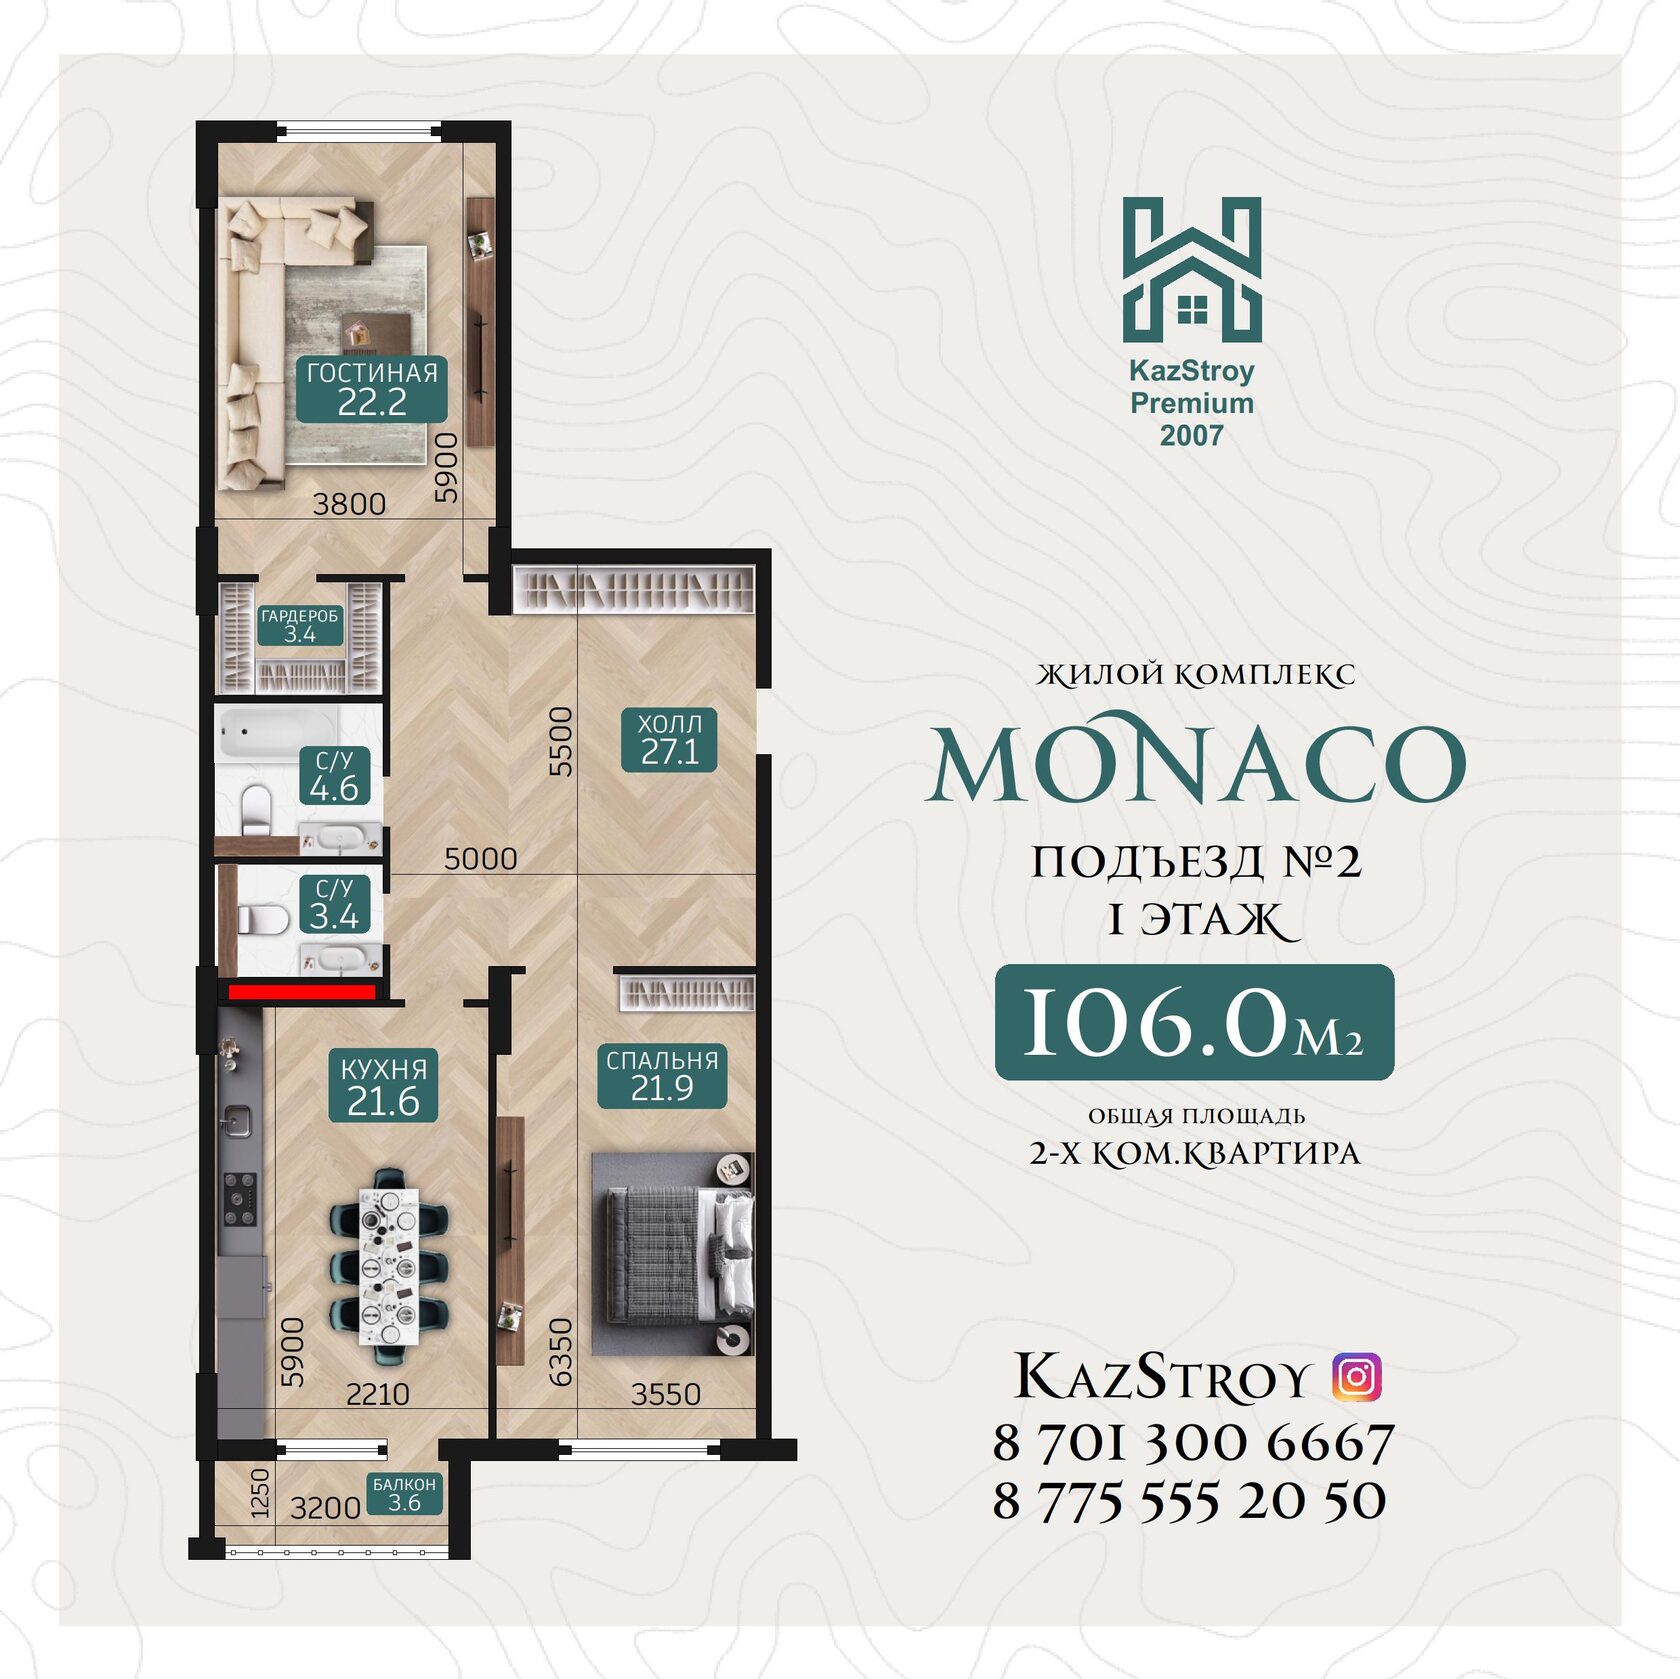 ГОСТИНАЯ
22.2
5900
3800
ГАРДЕРОБ
3.4
ХОЛЛ
27.1
5500
С/У
4.6
5000
С/У
3.4
КУХНЯ
21.6
СПАЛЬНЯ
21.9
5900
2210
6350
3550
БАЛКОН
3.6
1250
3200
KazStroy
Premium
2007
ЖИЛОЙ КОМПЛЕКС
MONACO
ПОДЪЕЗД №2
1 ЭТАЖ
106.0М2
ОБЩАЯ ПЛОЩАДЬ
2-Х КОМ.КВАРТИРА
KAZSTROY
8 701 300 6667
8 775 555 20 50